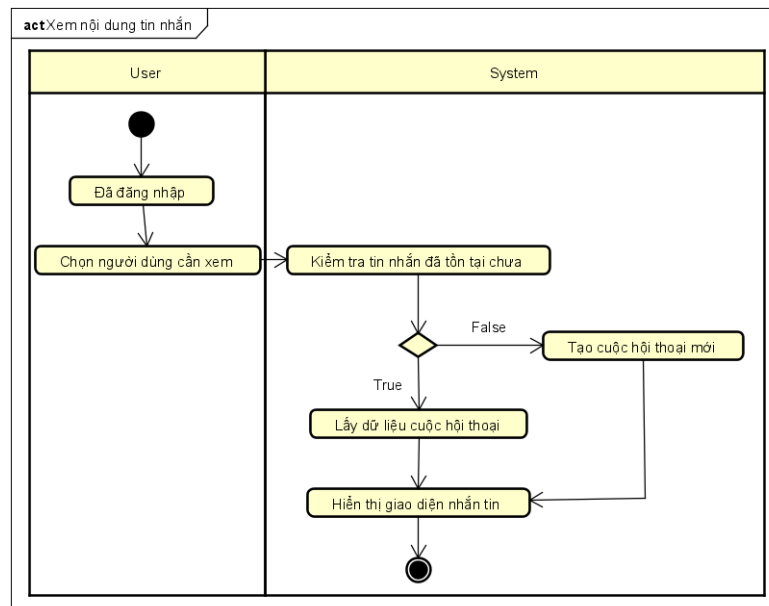 act Xem nội dung tin nhắn
User
System
Đã đăng nhập
Chọn người dùng cần xem
Kiểm tra tin nhắn đã tồn tại chưa
False
Tạo cuộc hội thoại mới
True
Lấy dữ liệu cuộc hội thoại
Hiển thị giao diện nhắn tin